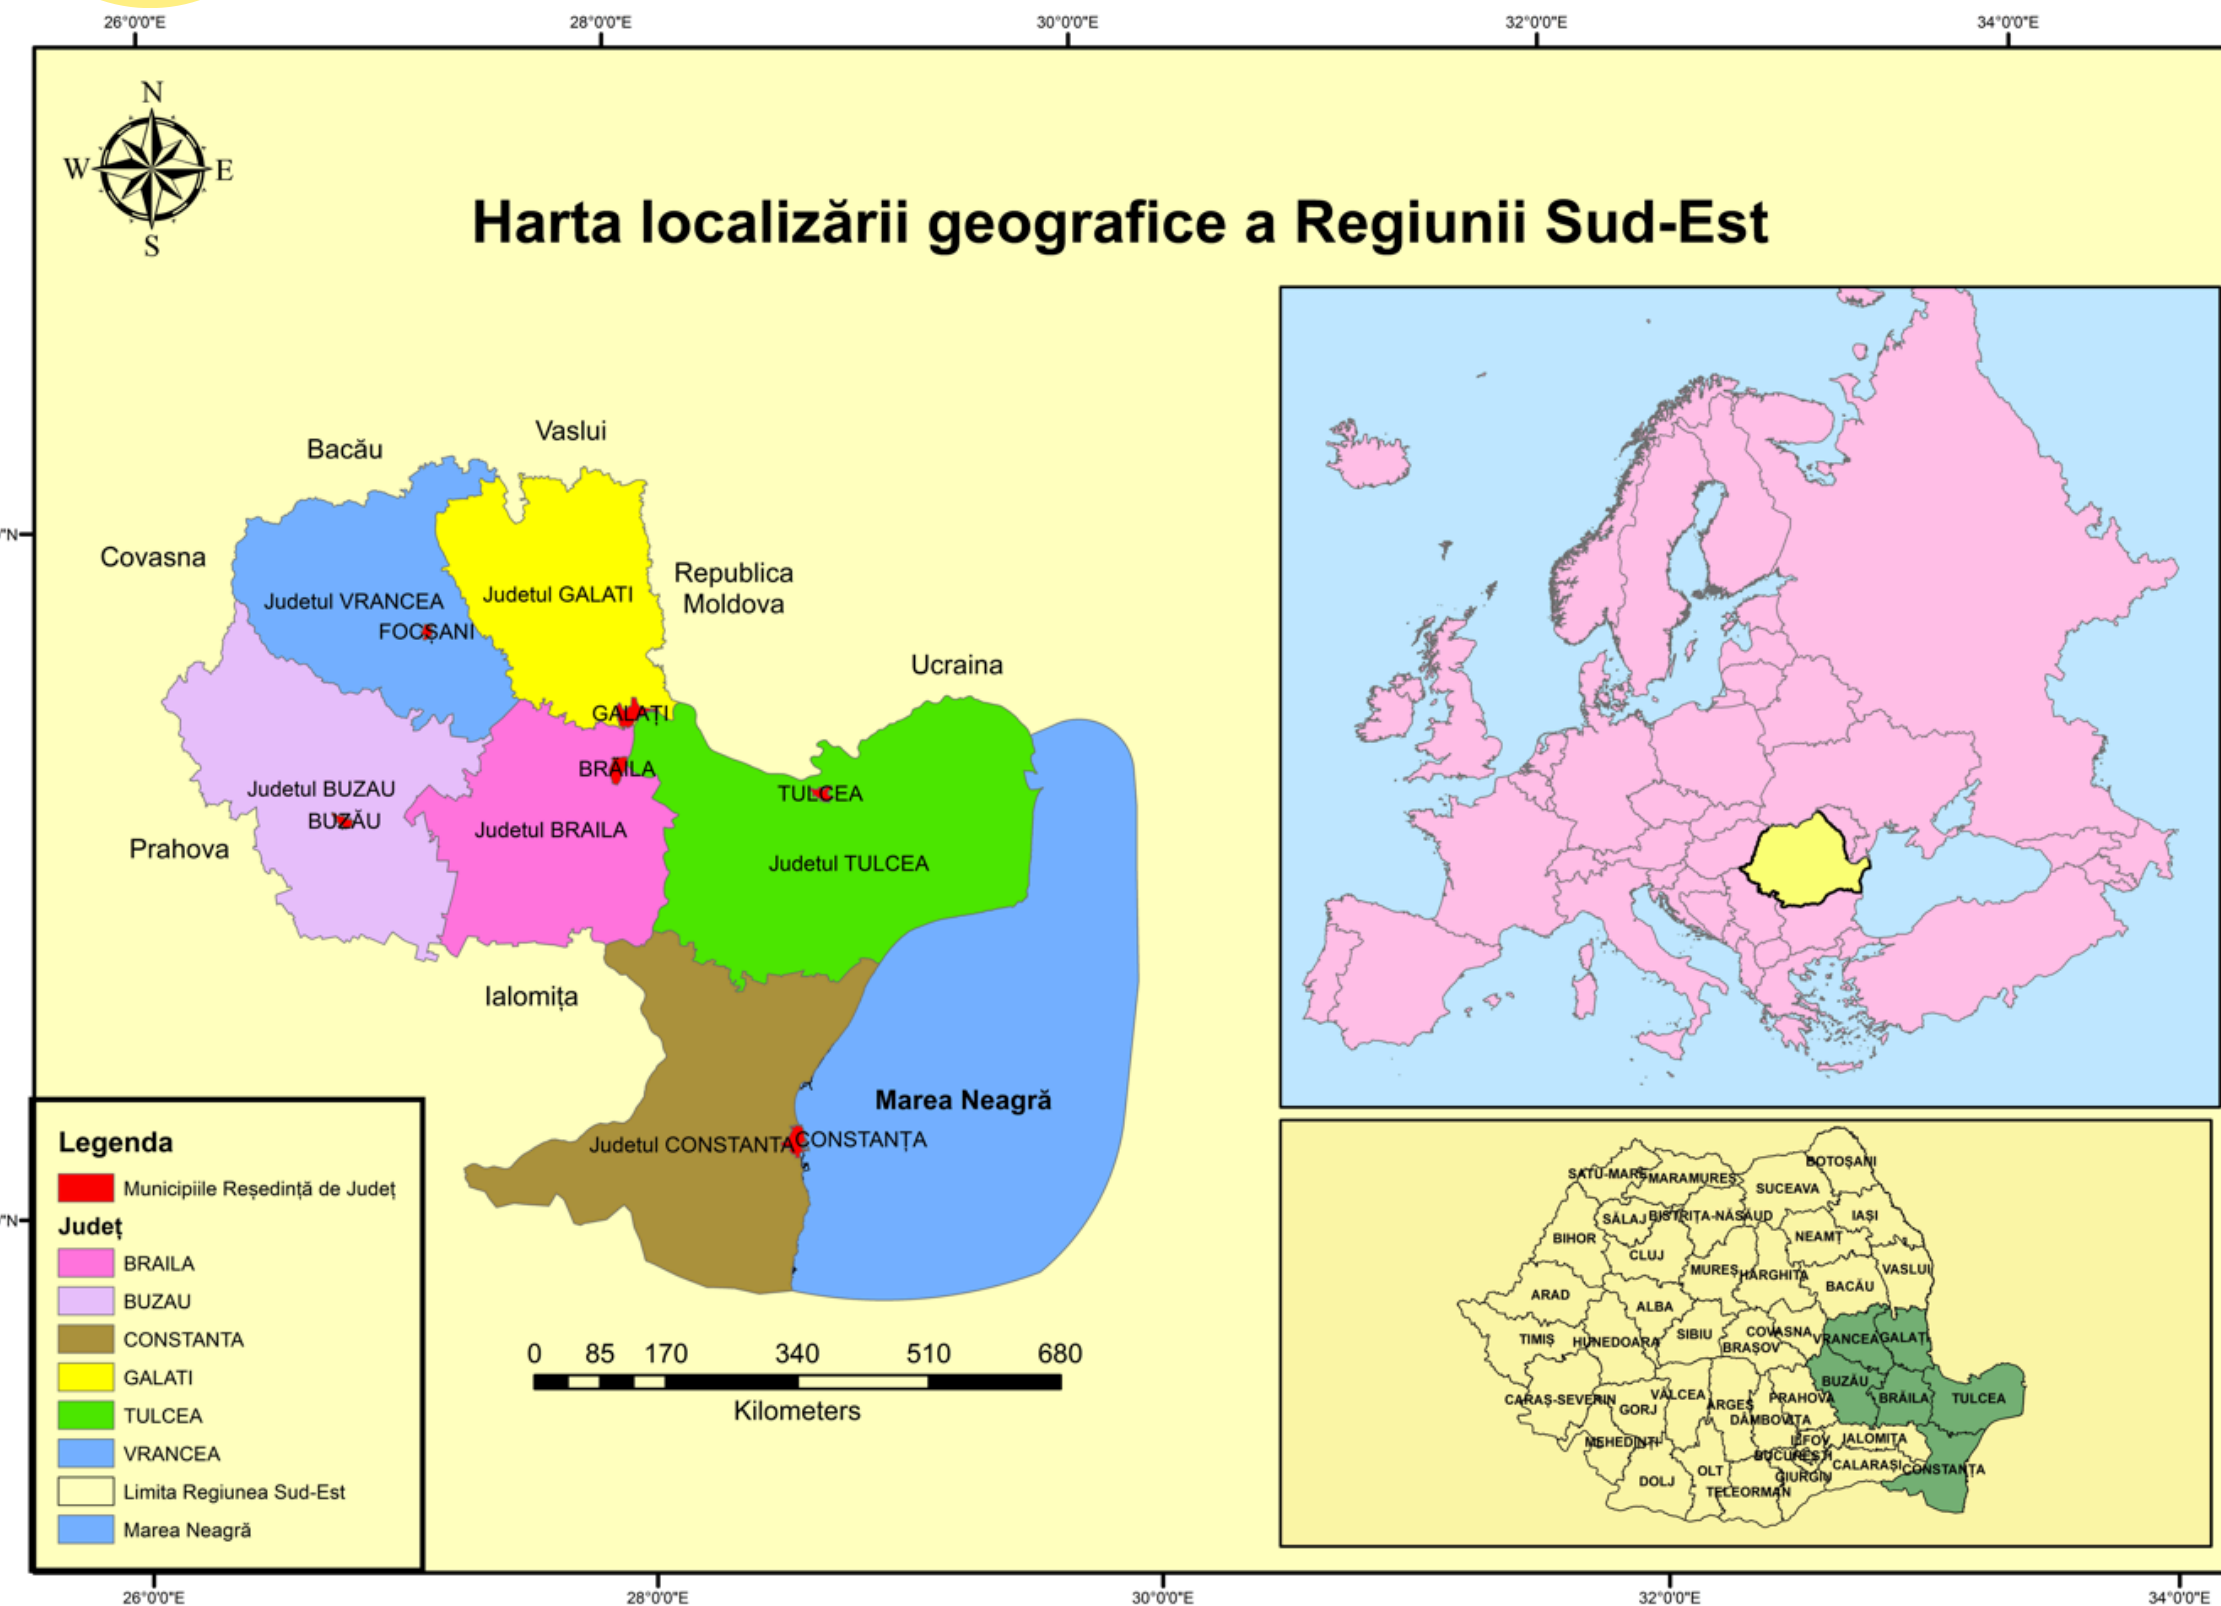 26°0'0"E
28°0'0"E
30°0'0"E
32°0'0"E
34°0'0"E
N
W
E
S
Harta localizării geografice a Regiunii Sud-Est
Vaslui
Bacău
Covasna
Republica
Moldova
Judetul GALATI
Judetul VRANCEA
FOCȘANI
Ucraina
GALAȚI
BRĂILA
TULCEA
Judetul BUZAU
BUZĂU
Judetul BRAILA
Prahova
Judetul TULCEA
Ialomița
Marea Neagră
Judetul CONSTANTA
CONSTANȚA
"N
"N
Legenda
Municipiile Reședință de Județ
Județ
BRAILA
BUZAU
CONSTANTA
GALATI
TULCEA
VRANCEA
Limita Regiunea Sud-Est
Marea Neagră
0 85 170 340 510 680
Kilometers
BOTOȘANI
SATU-MARE
MARAMUREȘ
SUCEAVA
SĂLAJ
BISTRIȚA-NĂSĂUD
IAȘI
BIHOR
CLUJ
NEAMȚ
MUREȘ
HARGHITA
VASLUI
BACĂU
ARAD
ALBA
TIMIȘ
HUNEDOARA
SIBIU
COVASNA
BRAȘOV
VRANCEA
GALAȚI
BUZĂU
CARAȘ-SEVERIN
GORJ
VÂLCEA
ARGEȘ
PRAHOVA
BRĂILA
TULCEA
DÂMBOVIȚA
MEHEDINȚI
ILFOV
IALOMIȚA
BUCUREȘTI
CALARAȘI
CONSTANȚA
DOLJ
OLT
GIURGIU
TELEORMAN
26°0'0"E
28°0'0"E
30°0'0"E
32°0'0"E
34°0'0"E